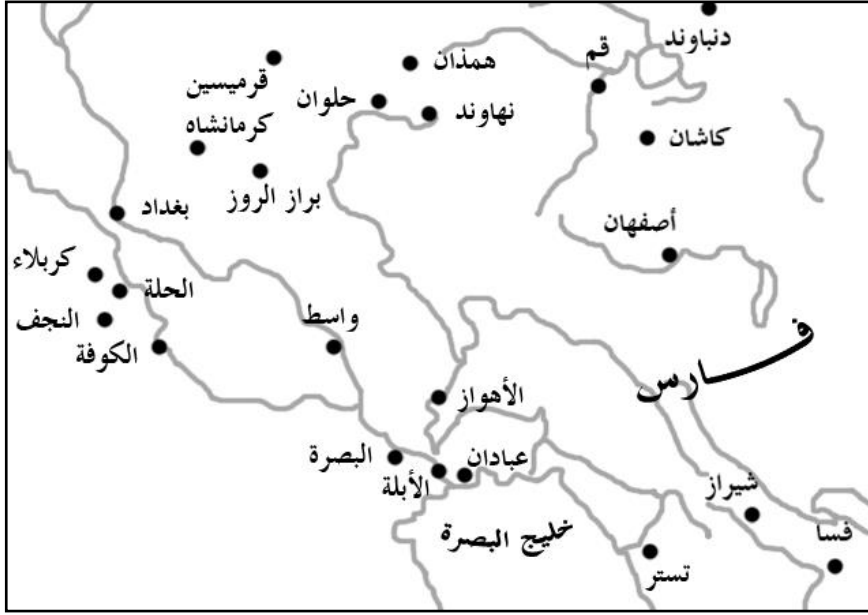 دنباوند
قم
همذان
قرميسين
حلوان
نهاوند
كرمانشاه
كاشان
براز الروز
بغداد
أصفهان
كربلاء
الحلة
النجف
واسط
الكوفة
فارس
الأهواز
البصرة
عبادان
الأبلة
شيراز
خليج البصرة
فسا
تستر